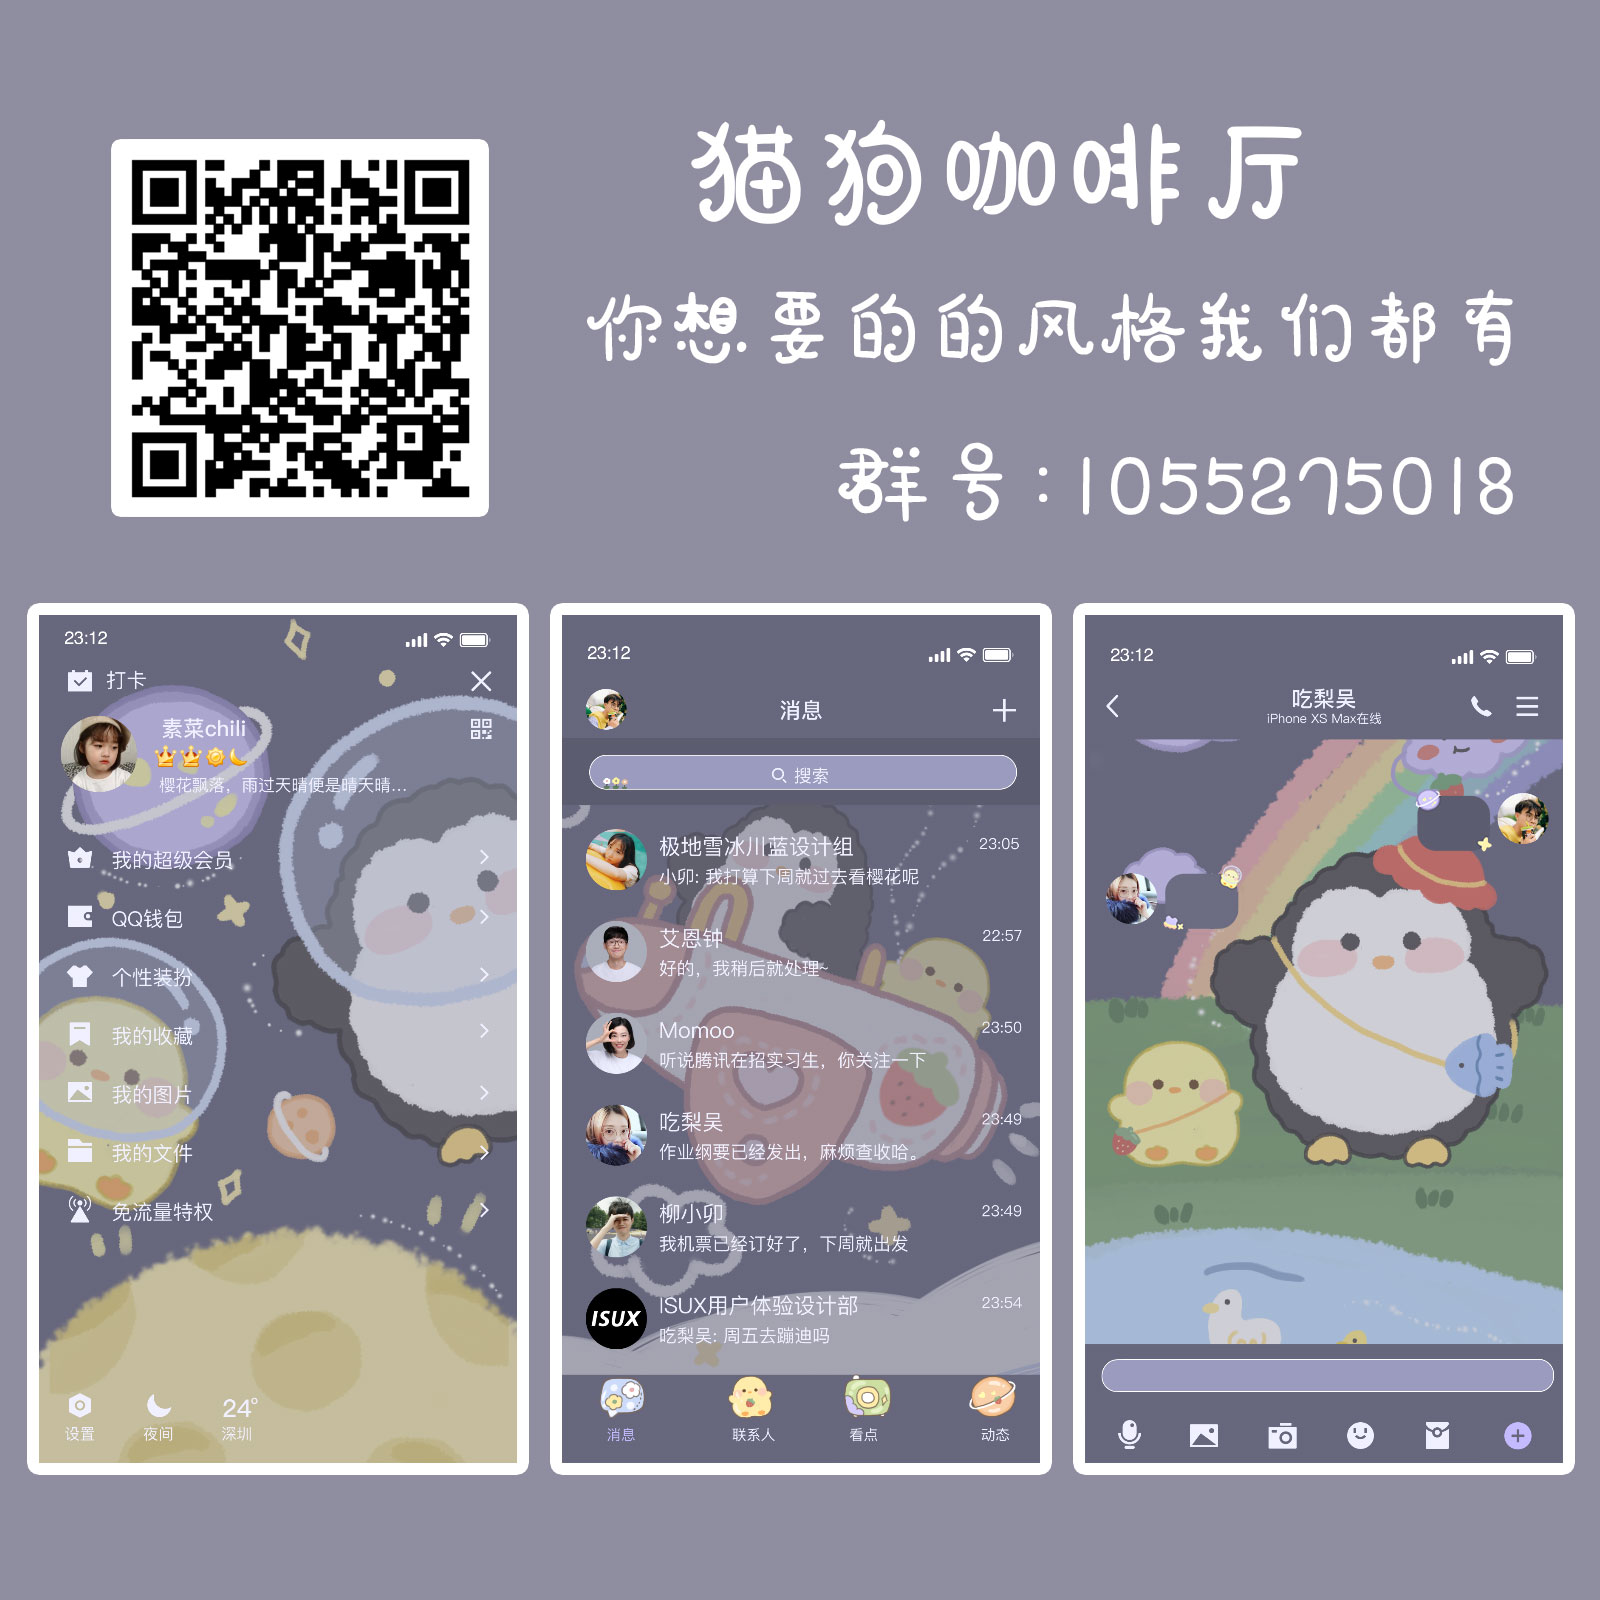 猫狗咖啡厅
你想要的的风格我们都有
群号:1055275018
23:12
打卡
素菜chili
樱花飘落，雨过天晴便是晴天晴...
我的超级会员
QQ钱包
个性装扮
我的收藏
我的图片
我的文件
免流量特权
24°
设置
夜间
深圳
23:12
消息
搜索
极地雪冰川蓝设计组
23:05
小卯: 我打算下周就过去看樱花呢
艾恩钟
22:57
好的，我稍后就处理~
Momoo
23:50
听说腾讯在招实习生，你关注一下
吃梨吴
23:49
作业纲要已经发出，麻烦查收哈。
柳小卯
23:49
我机票已经订好了，下周就出发
ISUX
ISUX用户体验设计部
23:54
吃梨吴: 周五去蹦迪吗
消息
联系人
看点
动态
23:12
吃梨吴
iPhone XS Max在线